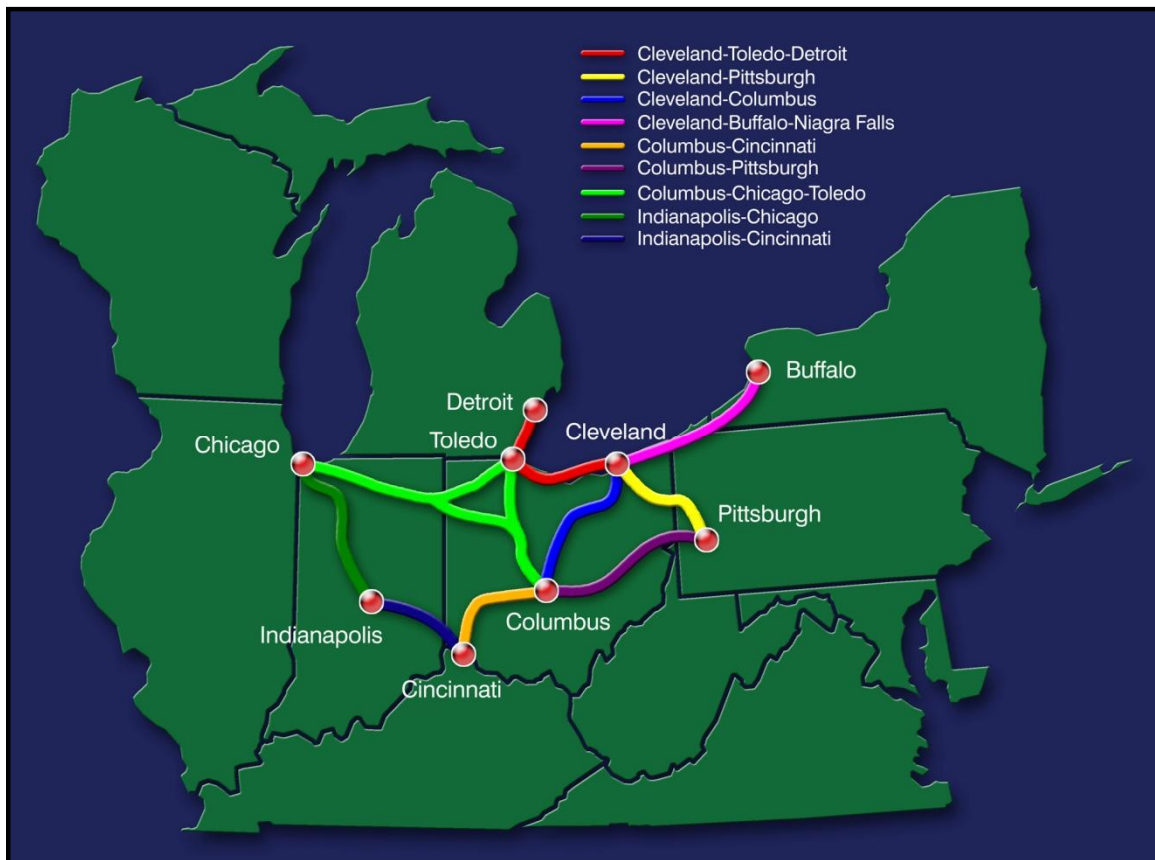 Cleveland-Toledo-Detroit
Cleveland-Pittsburgh
Cleveland-Columbus
Cleveland-Buffalo-Niagra Falls
Columbus-Cincinnati
Columbus-Pittsburgh
Columbus-Chicago-Toledo
Indianapolis-Chicago
Indianapolis-Cincinnati
Buffalo
Detroit
Toledo
Cleveland
Chicago
Pittsburgh
Columbus
Indianapolis
Cincinnati